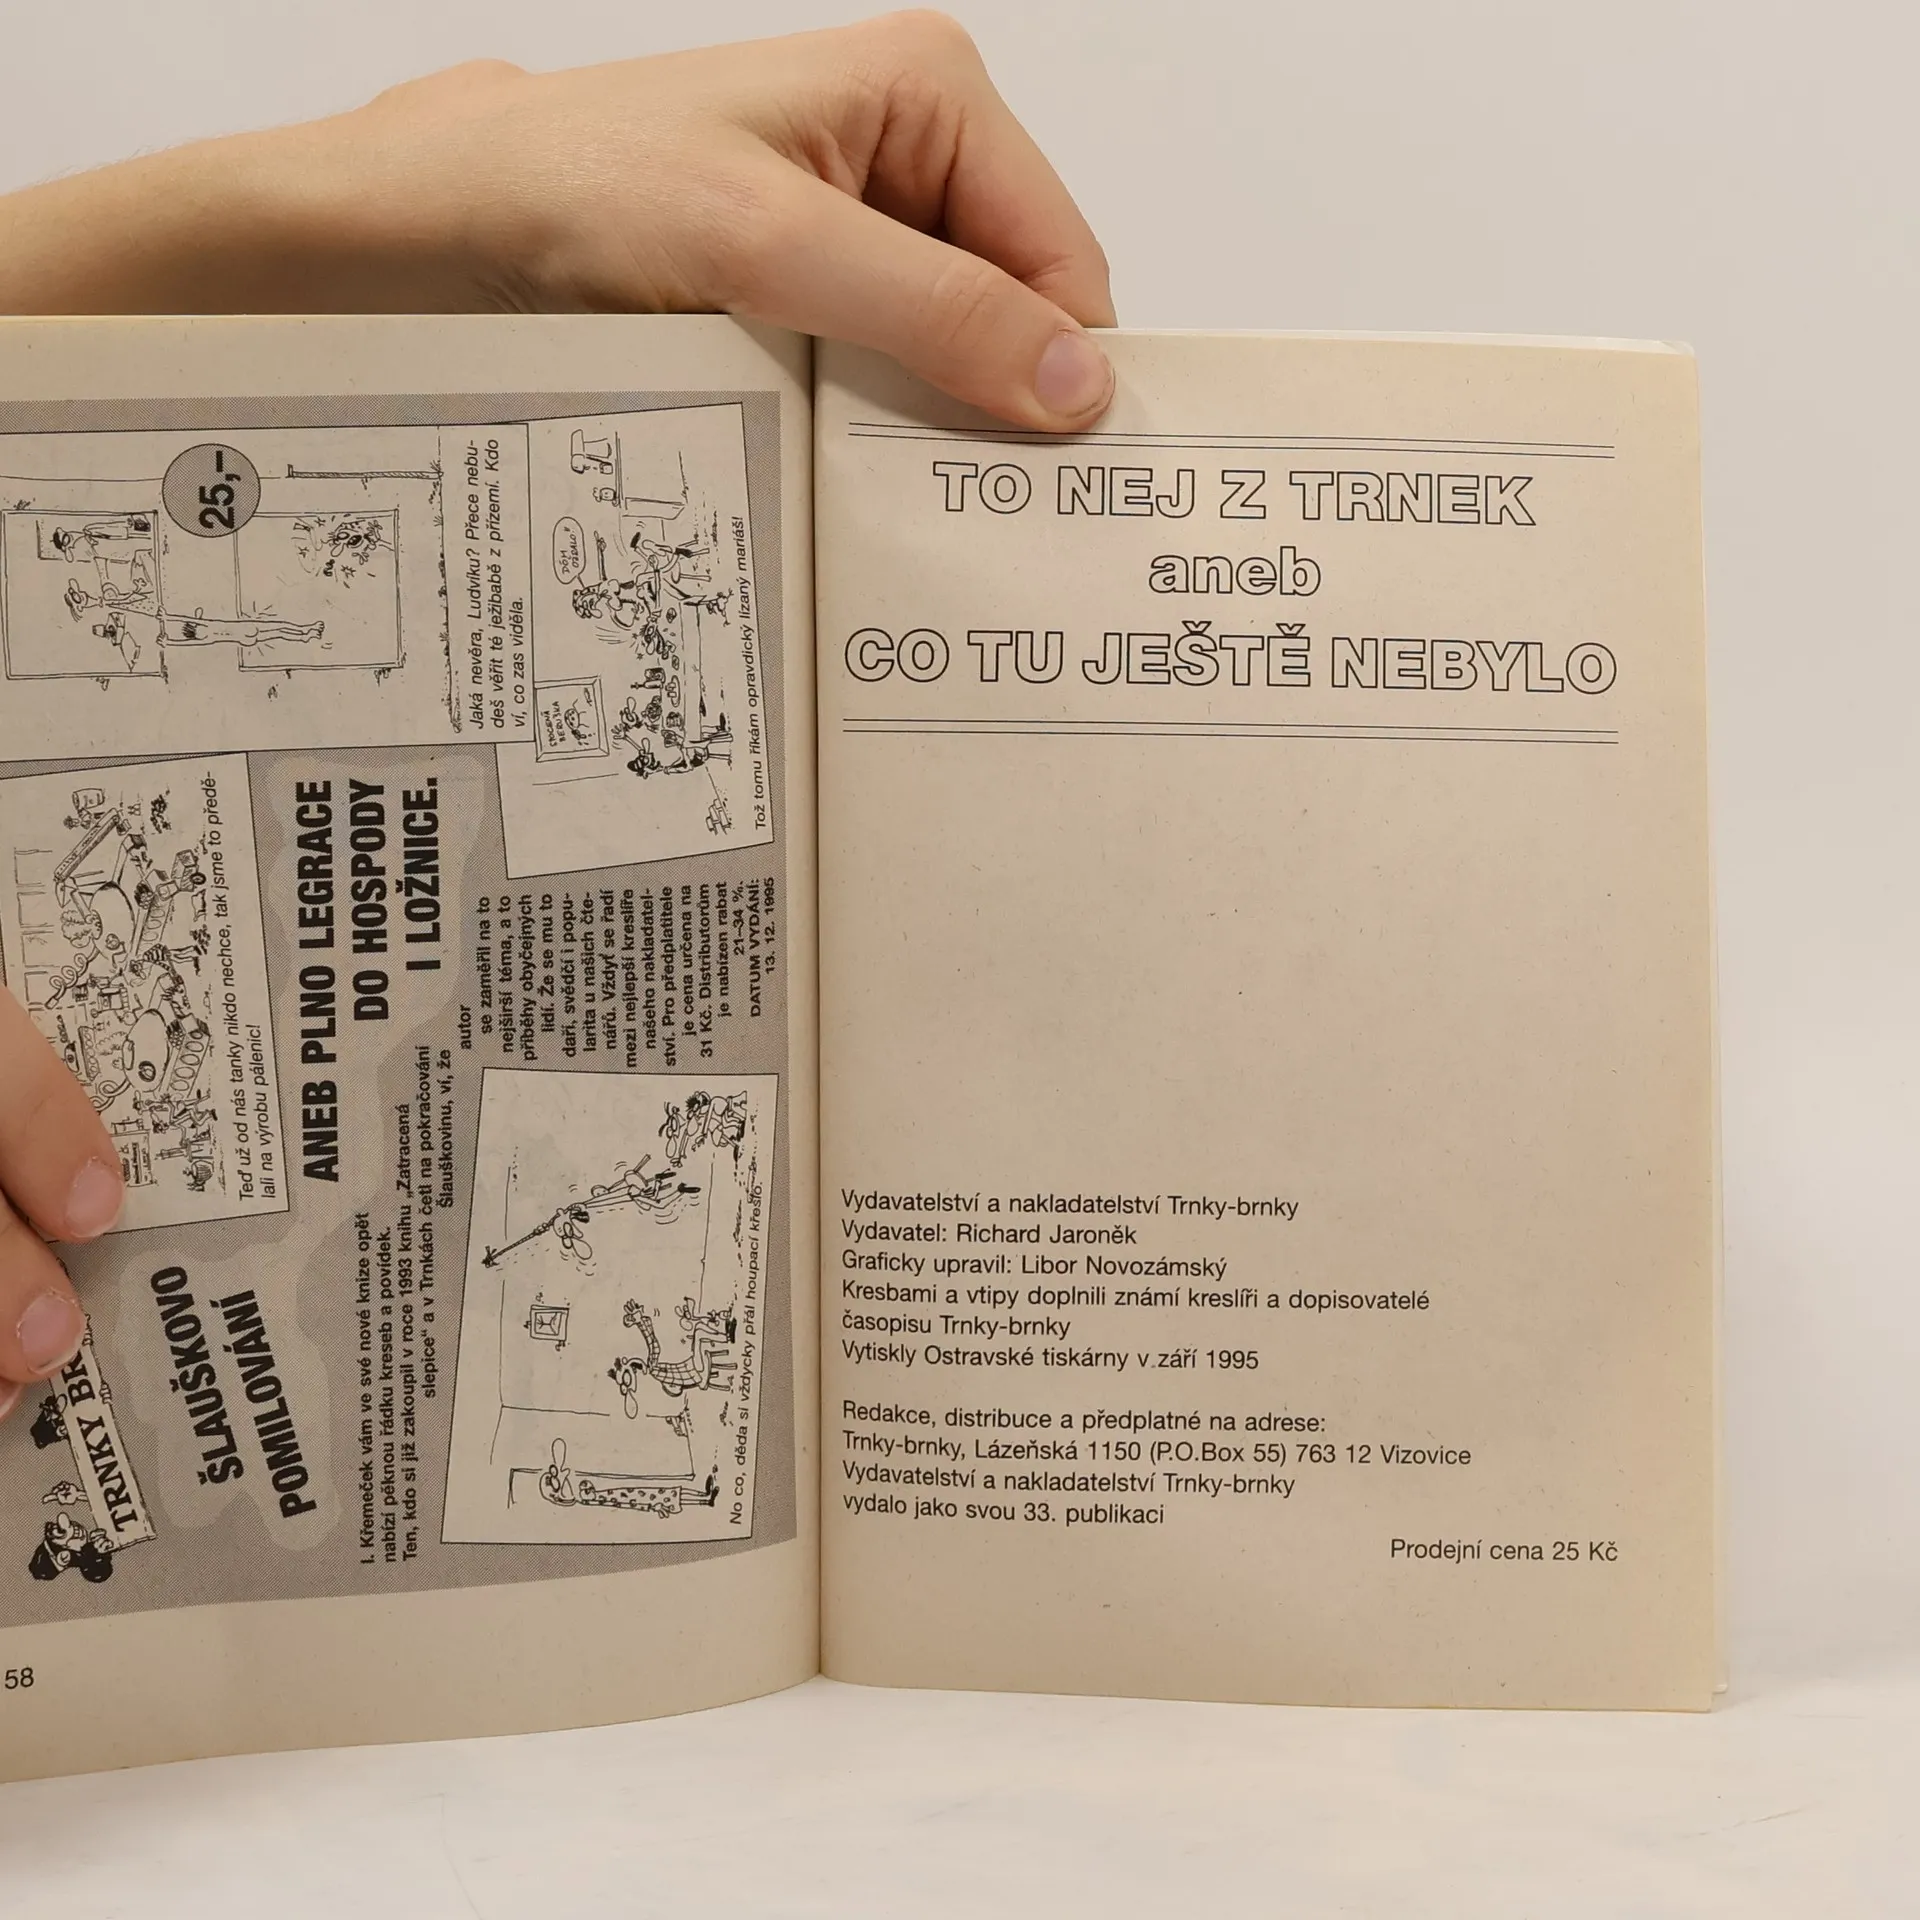 25,–
Jaká nevěra, Ludvíku? Přece nebu-
deš věřit té ježibabě z přízemí. Kdo
ví, co zas viděla.
DÓM
OŽDALO!
STOČENÁ
BERUŠKA
Tož tomu říkám opravdický lízaný mariáš!
Teď už od nás tanky nikdo nechce, tak jsme to předě-
lali na výrobu pálenic!
TRNKY BR
ŠLAUŠKOVO
POMILOVÁNÍ
ANEB PLNO LEGRACE
DO HOSPODY
I LOŽNICE.
I. Křemeček vám ve své nové knize opět
nabízí pěknou řádku kreseb a povídek.
Ten, kdo si již zakoupil v roce 1993 knihu „Zatracená
slepice“ a v Trnkách četl na pokračování
Šlauškovinu, ví, že
autor
se zaměřil na to
nejširší téma, a to
příběhy obyčejných
lidí. Že se mu to
daří, svědčí i popu-
larita u našich čte-
nářů. Vždyť se řadí
mezi nejlepší kreslíře
našeho nakladatel-
ství. Pro předplatitele
je cena určena na
31 Kč. Distributorům
je nabízen rabat
21–34 %.
DATUM VYDÁNÍ:
13. 12. 1995
No co, děda si vždycky přál houpací křeslo.
58
TO NEJ Z TRNEK
aneb
CO TU JEŠTĚ NEBYLO
Vydavatelství a nakladatelství Trnky-brnky
Vydavatel: Richard Jaroněk
Graficky upravil: Libor Novozámský
Kresbami a vtipy doplnili známí kreslíři a dopisovatelé
časopisu Trnky-brnky
Vytiskly Ostravské tiskárny v září 1995
Redakce, distribuce a předplatné na adrese:
Trnky-brnky, Lázeňská 1150 (P.O.Box 55) 763 12 Vizovice
Vydavatelství a nakladatelství Trnky-brnky
vydalo jako svou 33. publikaci
Prodejní cena 25 Kč